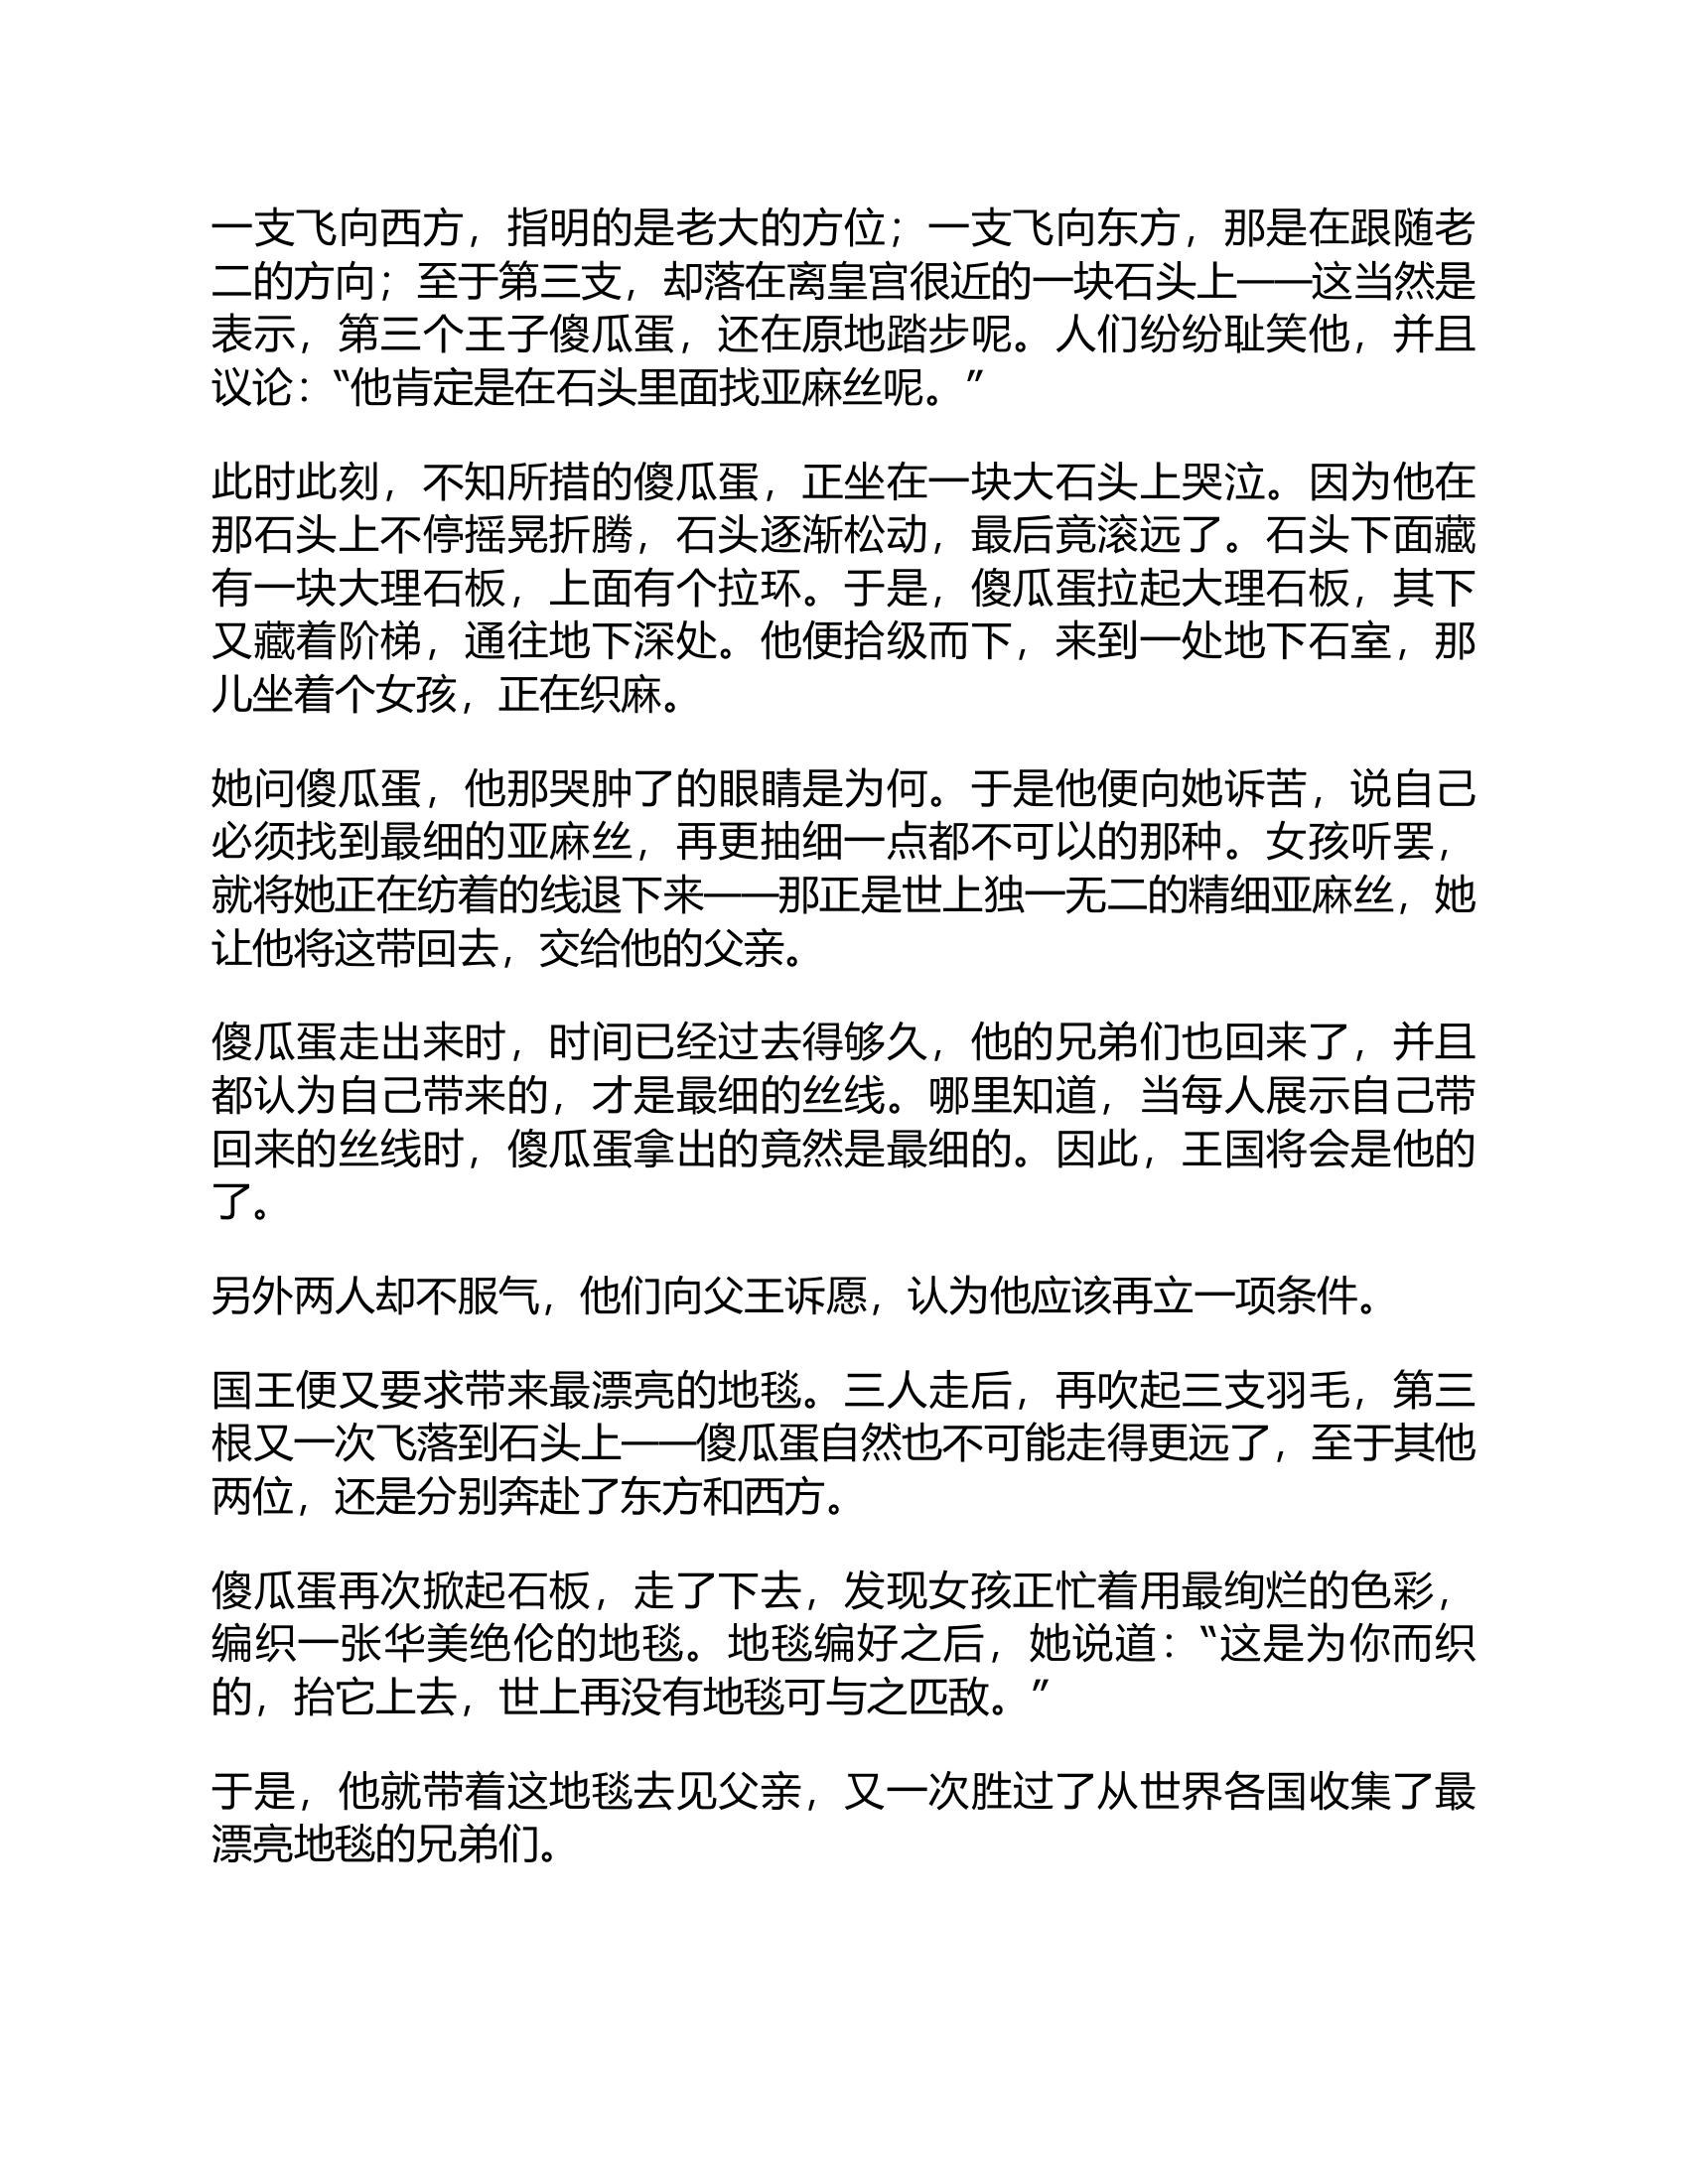 一支飞向西方，指明的是老大的方位；一支飞向东方，那是在跟随老
二的方向；至于第三支，却落在离皇宫很近的一块石头上——这当然是
表示，第三个王子傻瓜蛋，还在原地踏步呢。人们纷纷耻笑他，并且
议论：“他肯定是在石头里面找亚麻丝呢。”
此时此刻，不知所措的傻瓜蛋，正坐在一块大石头上哭泣。因为他在
那石头上不停摇晃折腾，石头逐渐松动，最后竟滚远了。石头下面藏
有一块大理石板，上面有个拉环。于是，傻瓜蛋拉起大理石板，其下
又藏着阶梯，通往地下深处。他便拾级而下，来到一处地下石室，那
儿坐着个女孩，正在织麻。
她问傻瓜蛋，他那哭肿了的眼睛是为何。于是他便向她诉苦，说自己
必须找到最细的亚麻丝，再更抽细一点都不可以的那种。女孩听罢，
就将她正在纺着的线退下来——那正是世上独一无二的精细亚麻丝，她
让他将这带回去，交给他的父亲。
傻瓜蛋走出来时，时间已经过去得够久，他的兄弟们也回来了，并且
都认为自己带来的，才是最细的丝线。哪里知道，当每人展示自己带
回来的丝线时，傻瓜蛋拿出的竟然是最细的。因此，王国将会是他的
了。
另外两人却不服气，他们向父王诉愿，认为他应该再立一项条件。
国王便又要求带来最漂亮的地毯。三人走后，再吹起三支羽毛，第三
根又一次飞落到石头上——傻瓜蛋自然也不可能走得更远了，至于其他
两位，还是分别奔赴了东方和西方。
傻瓜蛋再次掀起石板，走了下去，发现女孩正忙着用最绚烂的色彩，
编织一张华美绝伦的地毯。地毯编好之后，她说道：“这是为你而织
的，抬它上去，世上再没有地毯可与之匹敌。”
于是，他就带着这地毯去见父亲，又一次胜过了从世界各国收集了最
漂亮地毯的兄弟们。